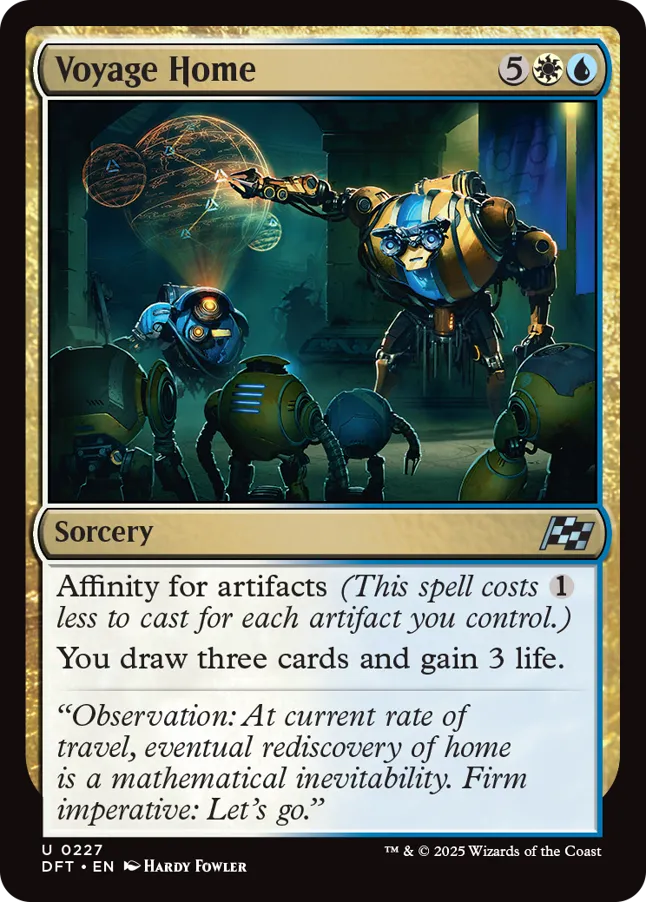 Voyage Home 5
Sorcery
Affinity for artifacts (This spell costs 1
less to cast for each artifact you control.)
You draw three cards and gain 3 life.
“Observation: At current rate of
travel, eventual rediscovery of home
is a mathematical inevitability. Firm
imperative: Let’s go.”
U 0227
DFT • EN Hardy Fowler
™ & © 2025 Wizards of the Coast